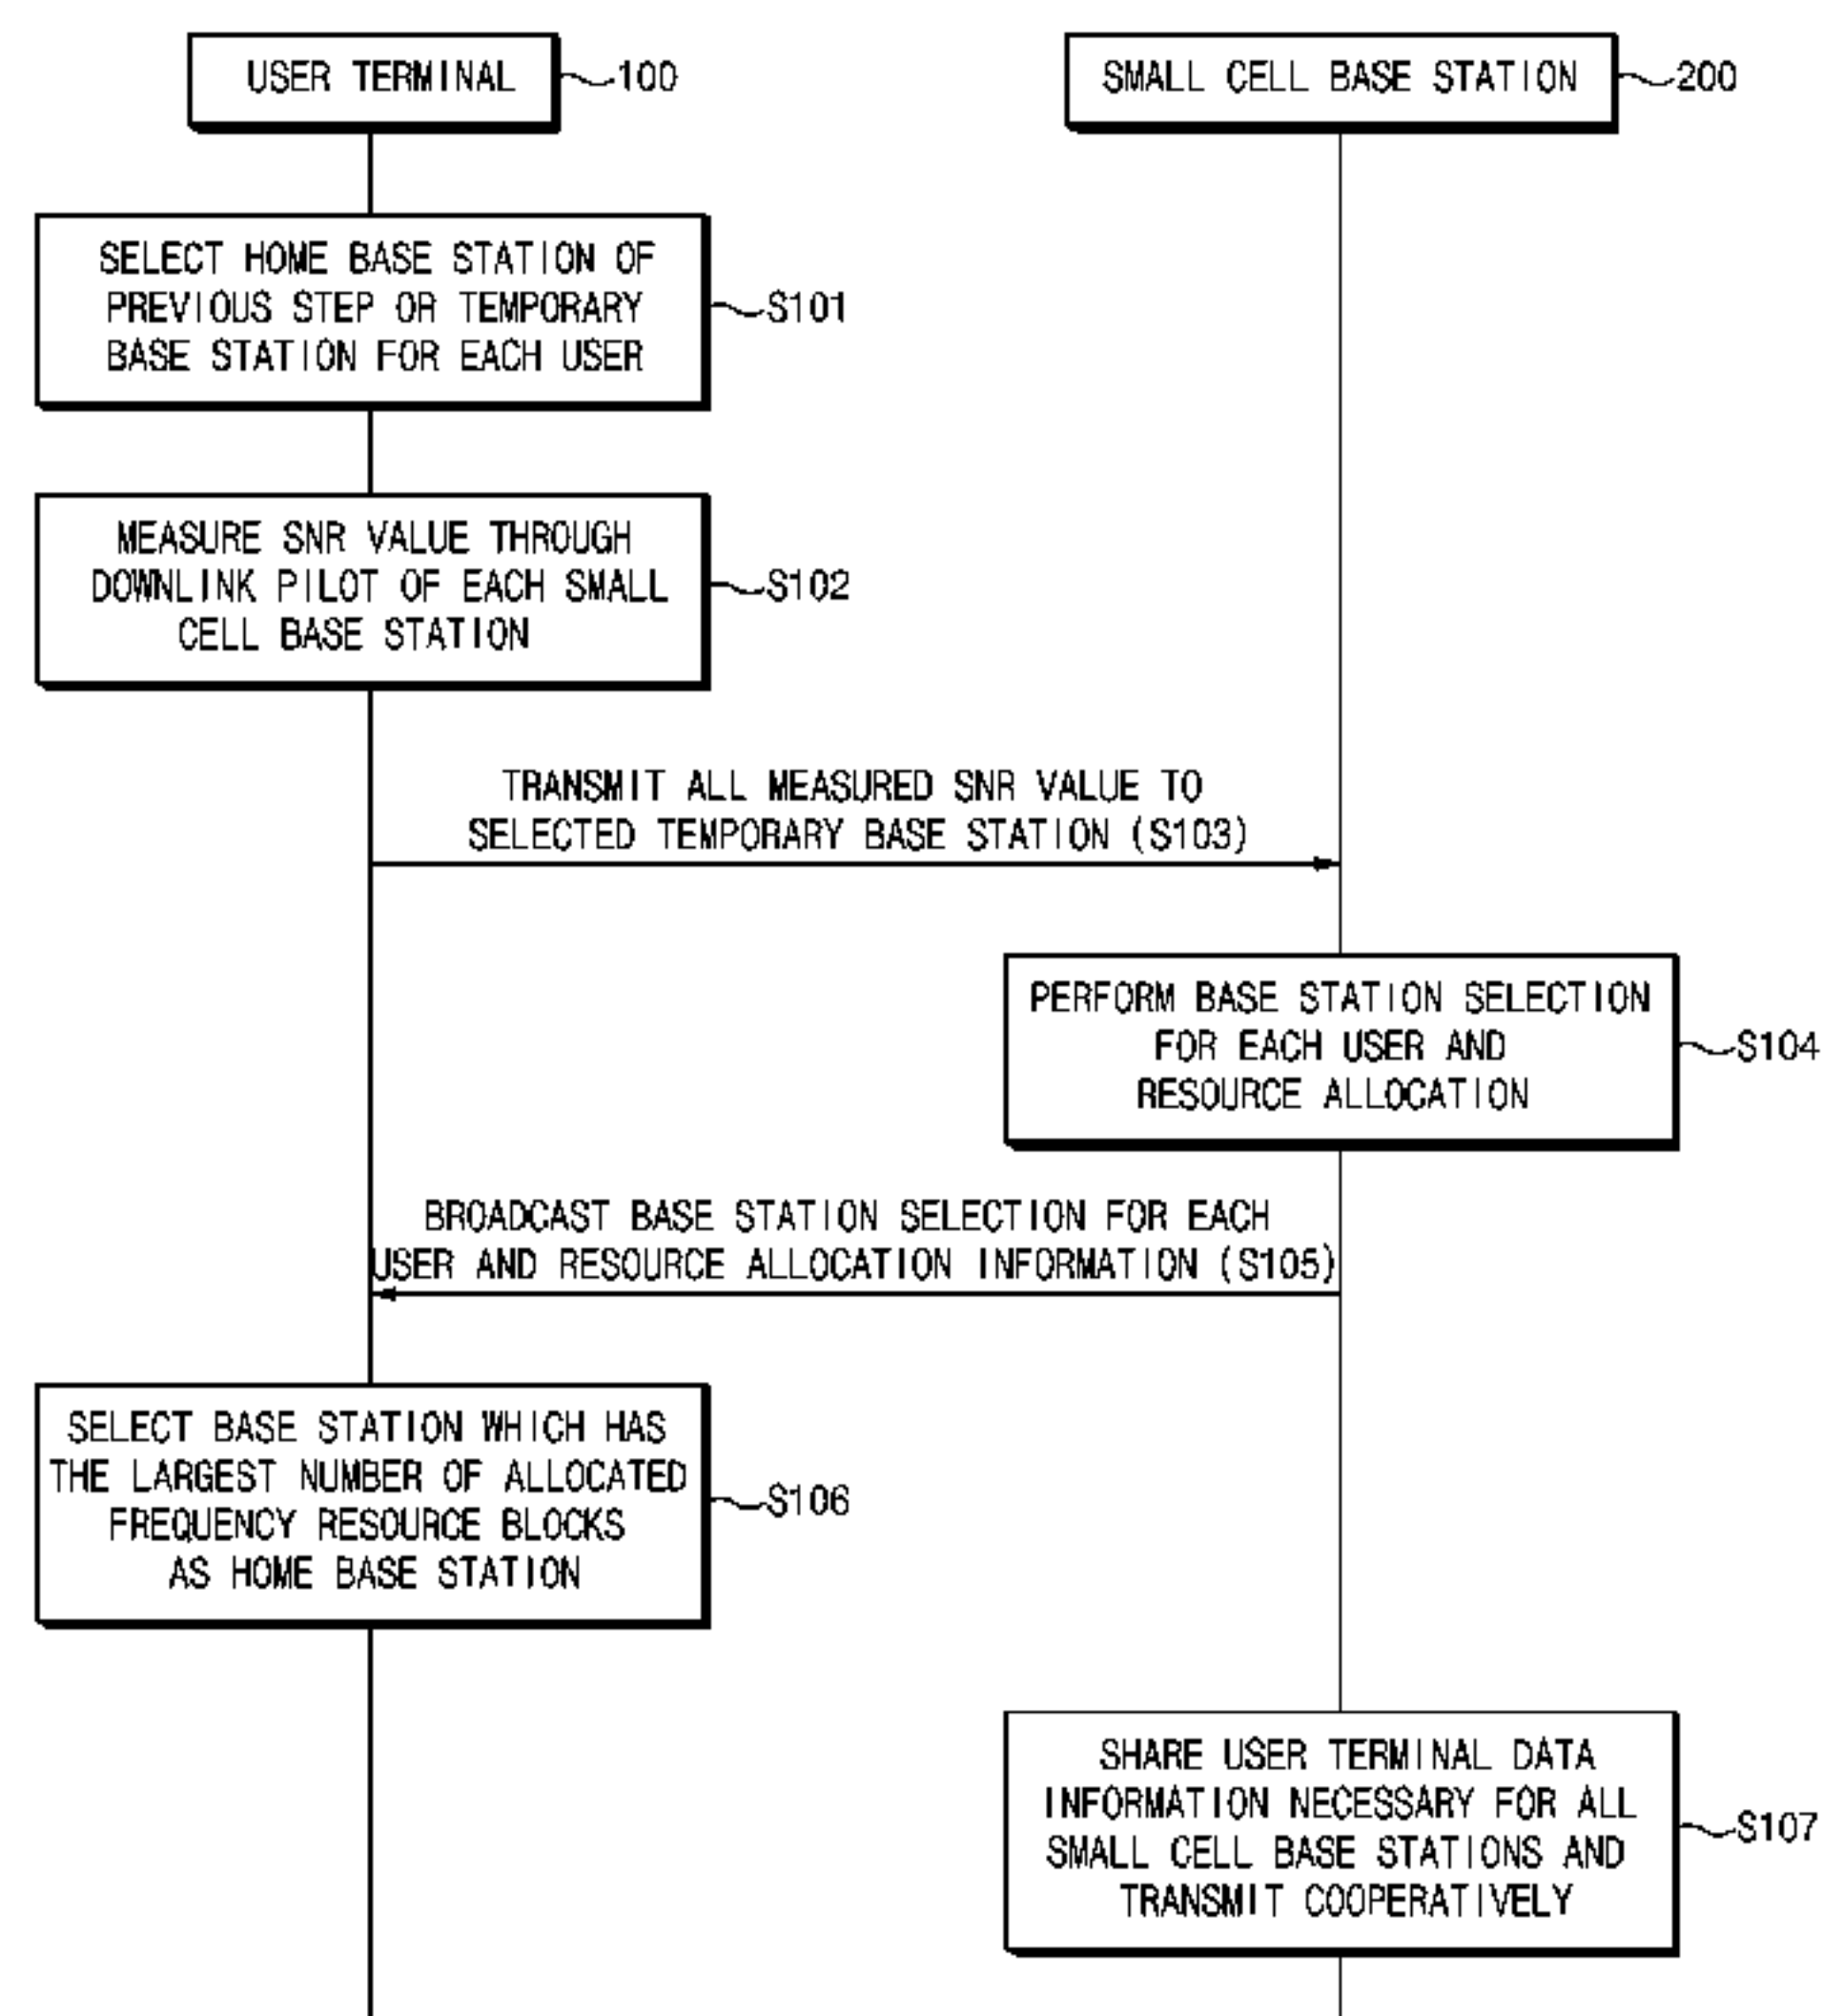 USER TERMINAL
100
SMALL CELL BASE STATION
200
SELECT HOME BASE STATION OF
PREVIOUS STEP OR TEMPORARY
BASE STATION FOR EACH USER
S101
MEASURE SNR VALUE THROUGH
DOWNLINK PILOT OF EACH SMALL
CELL BASE STATION
S102
TRANSMIT ALL MEASURED SNR VALUE TO
SELECTED TEMPORARY BASE STATION (S103)
PERFORM BASE STATION SELECTION
FOR EACH USER AND
RESOURCE ALLOCATION
S104
BROADCAST BASE STATION SELECTION FOR EACH
USER AND RESOURCE ALLOCATION INFORMATION (S105)
SELECT BASE STATION WHICH HAS
THE LARGEST NUMBER OF ALLOCATED
FREQUENCY RESOURCE BLOCKS
AS HOME BASE STATION
S106
SHARE USER TERMINAL DATA
INFORMATION NECESSARY FOR ALL
SMALL CELL BASE STATIONS AND
TRANSMIT COOPERATIVELY
S107